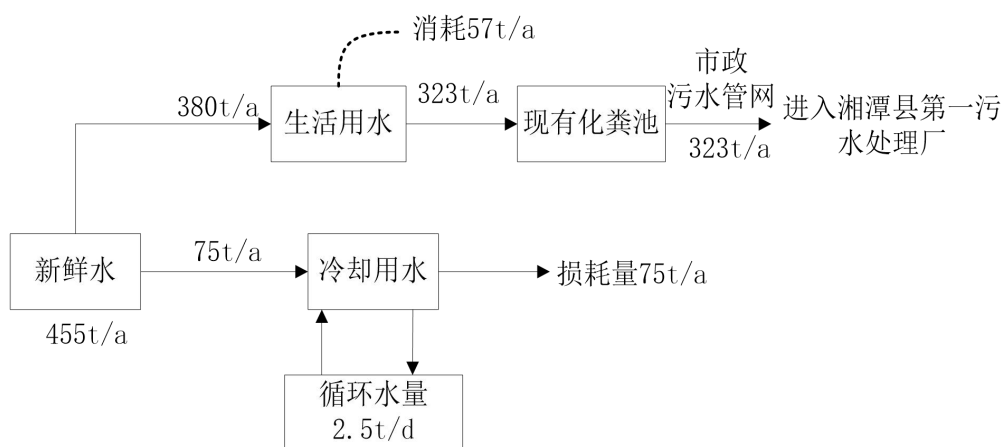 消耗57t/a
380t/a
生活用水
323t/a
现有化粪池
市政
污水管网
323t/a
进入湘潭县第一污
水处理厂
新鲜水
455t/a
75t/a
冷却用水
损耗量75t/a
循环水量
2.5t/d